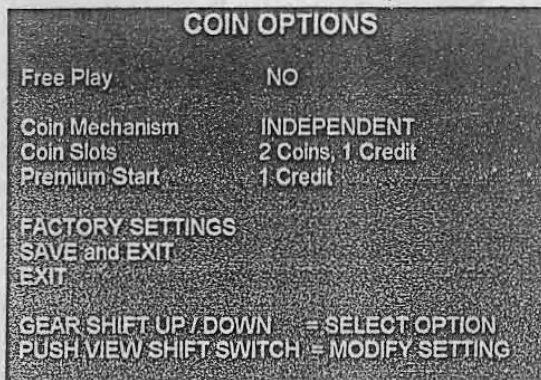 COIN OPTIONS
Free Play NO
Coin Mechanism INDEPENDENT
Coin Slots 2 Coins, 1 Credit
Premium Start 1 Credit
FACTORY SETTINGS
SAVE and EXIT
EXIT
GEAR SHIFT UP / DOWN = SELECT OPTION
PUSH VIEW SHIFT SWITCH = MODIFY SETTING